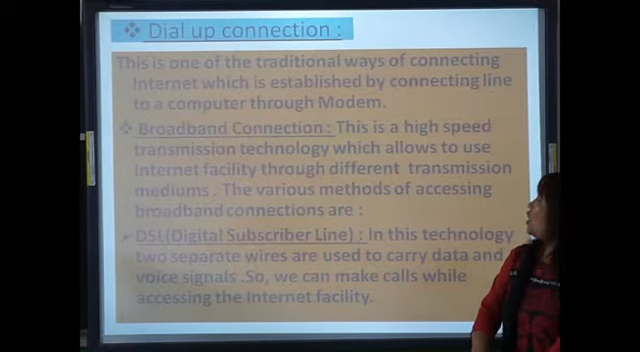 Dial up connection :
This is one of the traditional ways of connecting
Internet which is established by connecting line
to a computer through Modem.
Broadband Connection : This is a high speed
transmission technology which allows to use
Internet facility through different transmission
mediums . The various methods of accessing
broadband connections are :
DSL(Digital Subscriber Line) : In this technology
two separate wires are used to carry data and
voice signals .So, we can make calls while
accessing the Internet facility.